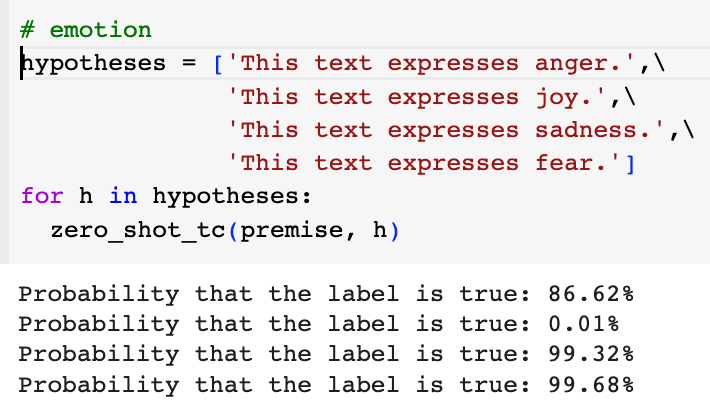 # emotion
hypotheses = ['This text expresses anger.',\
'This text expresses joy.',\
'This text expresses sadness.',\
'This text expresses fear.']
for h in hypotheses:
zero_shot_tc(premise, h)
Probability that the label is true: 86.62%
Probability that the label is true: 0.01%
Probability that the label is true: 99.32%
Probability that the label is true: 99.68%